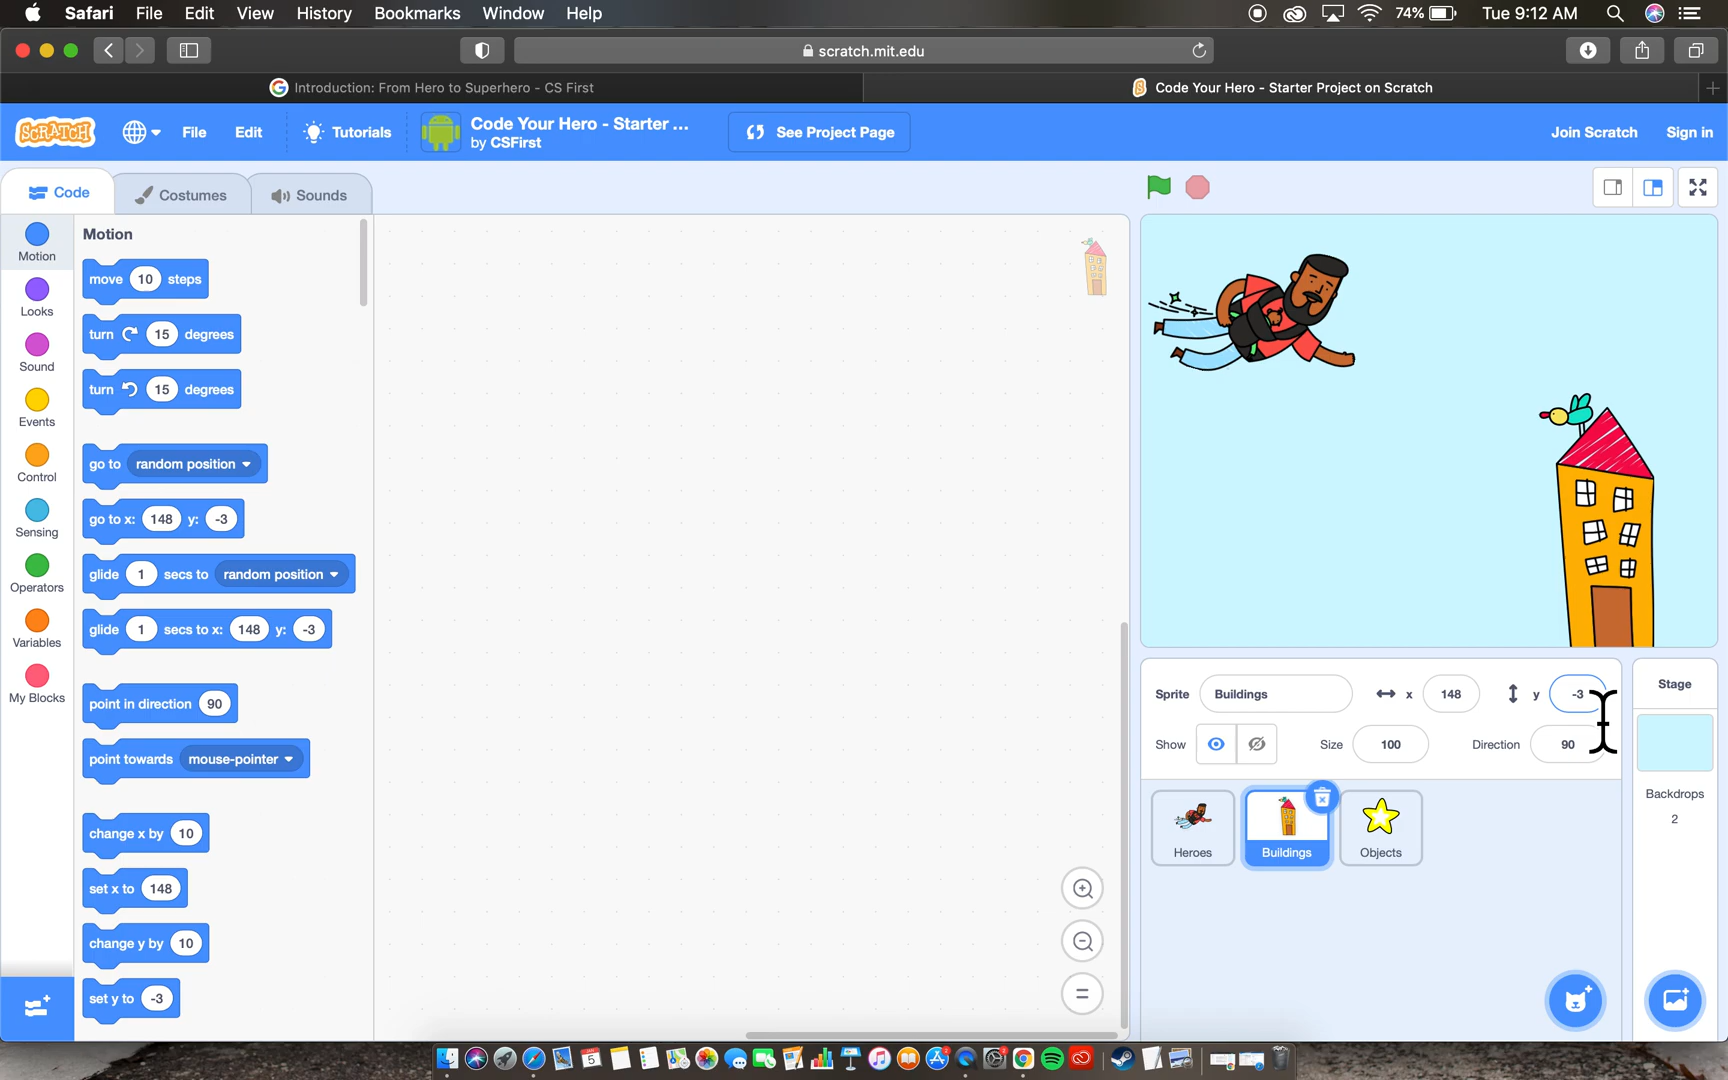 Safari File Edit View History Bookmarks Window Help 74% Tue 9:12 AM
scratch.mit.edu
Introduction: From Hero to Superhero - CS First
Code Your Hero - Starter Project on Scratch
SCRATCH File Edit Tutorials Code Your Hero - Starter ... by CSFirst See Project Page Join Scratch Sign in
Code Costumes Sounds
Motion
Looks
Sound
Events
Control
Sensing
Operators
Variables
My Blocks
Motion
move 10 steps
turn 15 degrees
turn 15 degrees
go to random position
go to x: 148 y: -3
glide 1 secs to random position
glide 1 secs to x: 148 y: -3
point in direction 90
point towards mouse-pointer
change x by 10
set x to 148
change y by 10
set y to -3
Sprite Buildings x 148 y -3
Show Size 100 Direction 90
Heroes Buildings Objects
Stage
Backdrops
2
5